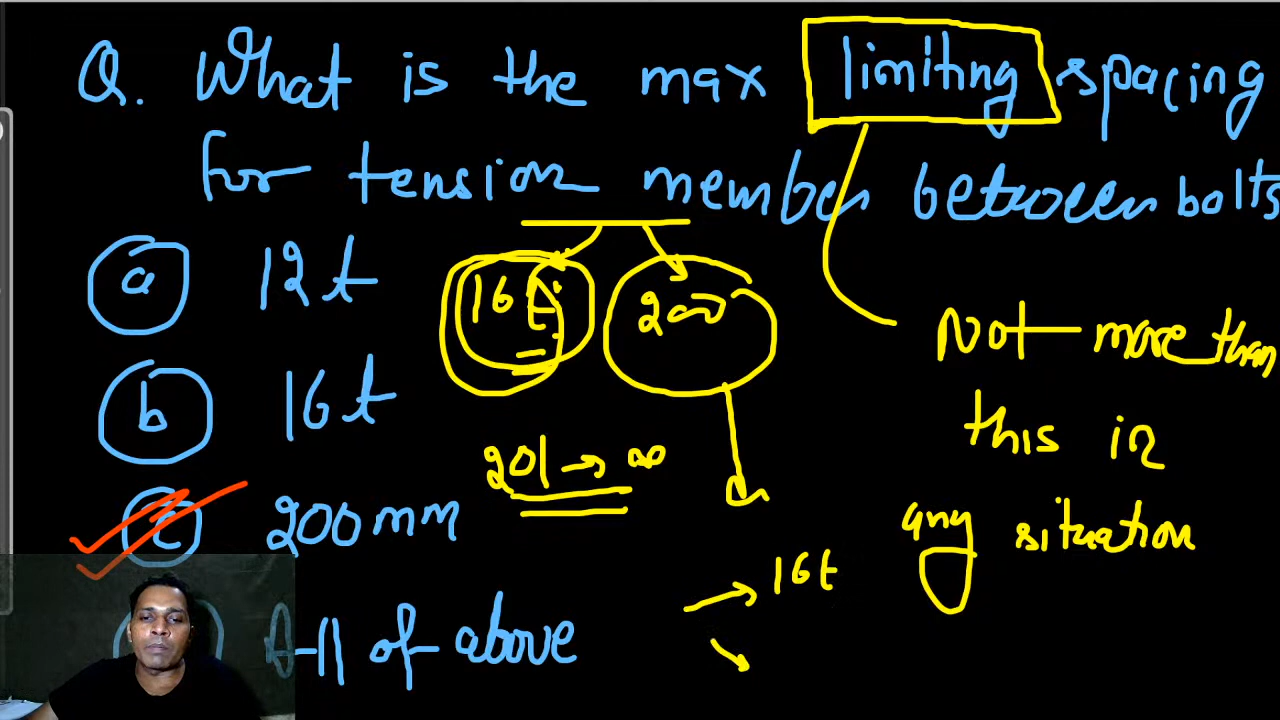 Q. What is the max limiting spacing
for tension member between bolts
a 12t
16t 200
Not more than
b 16t
this in
201 → ∞
c 200mm
any situation
16t
All of above